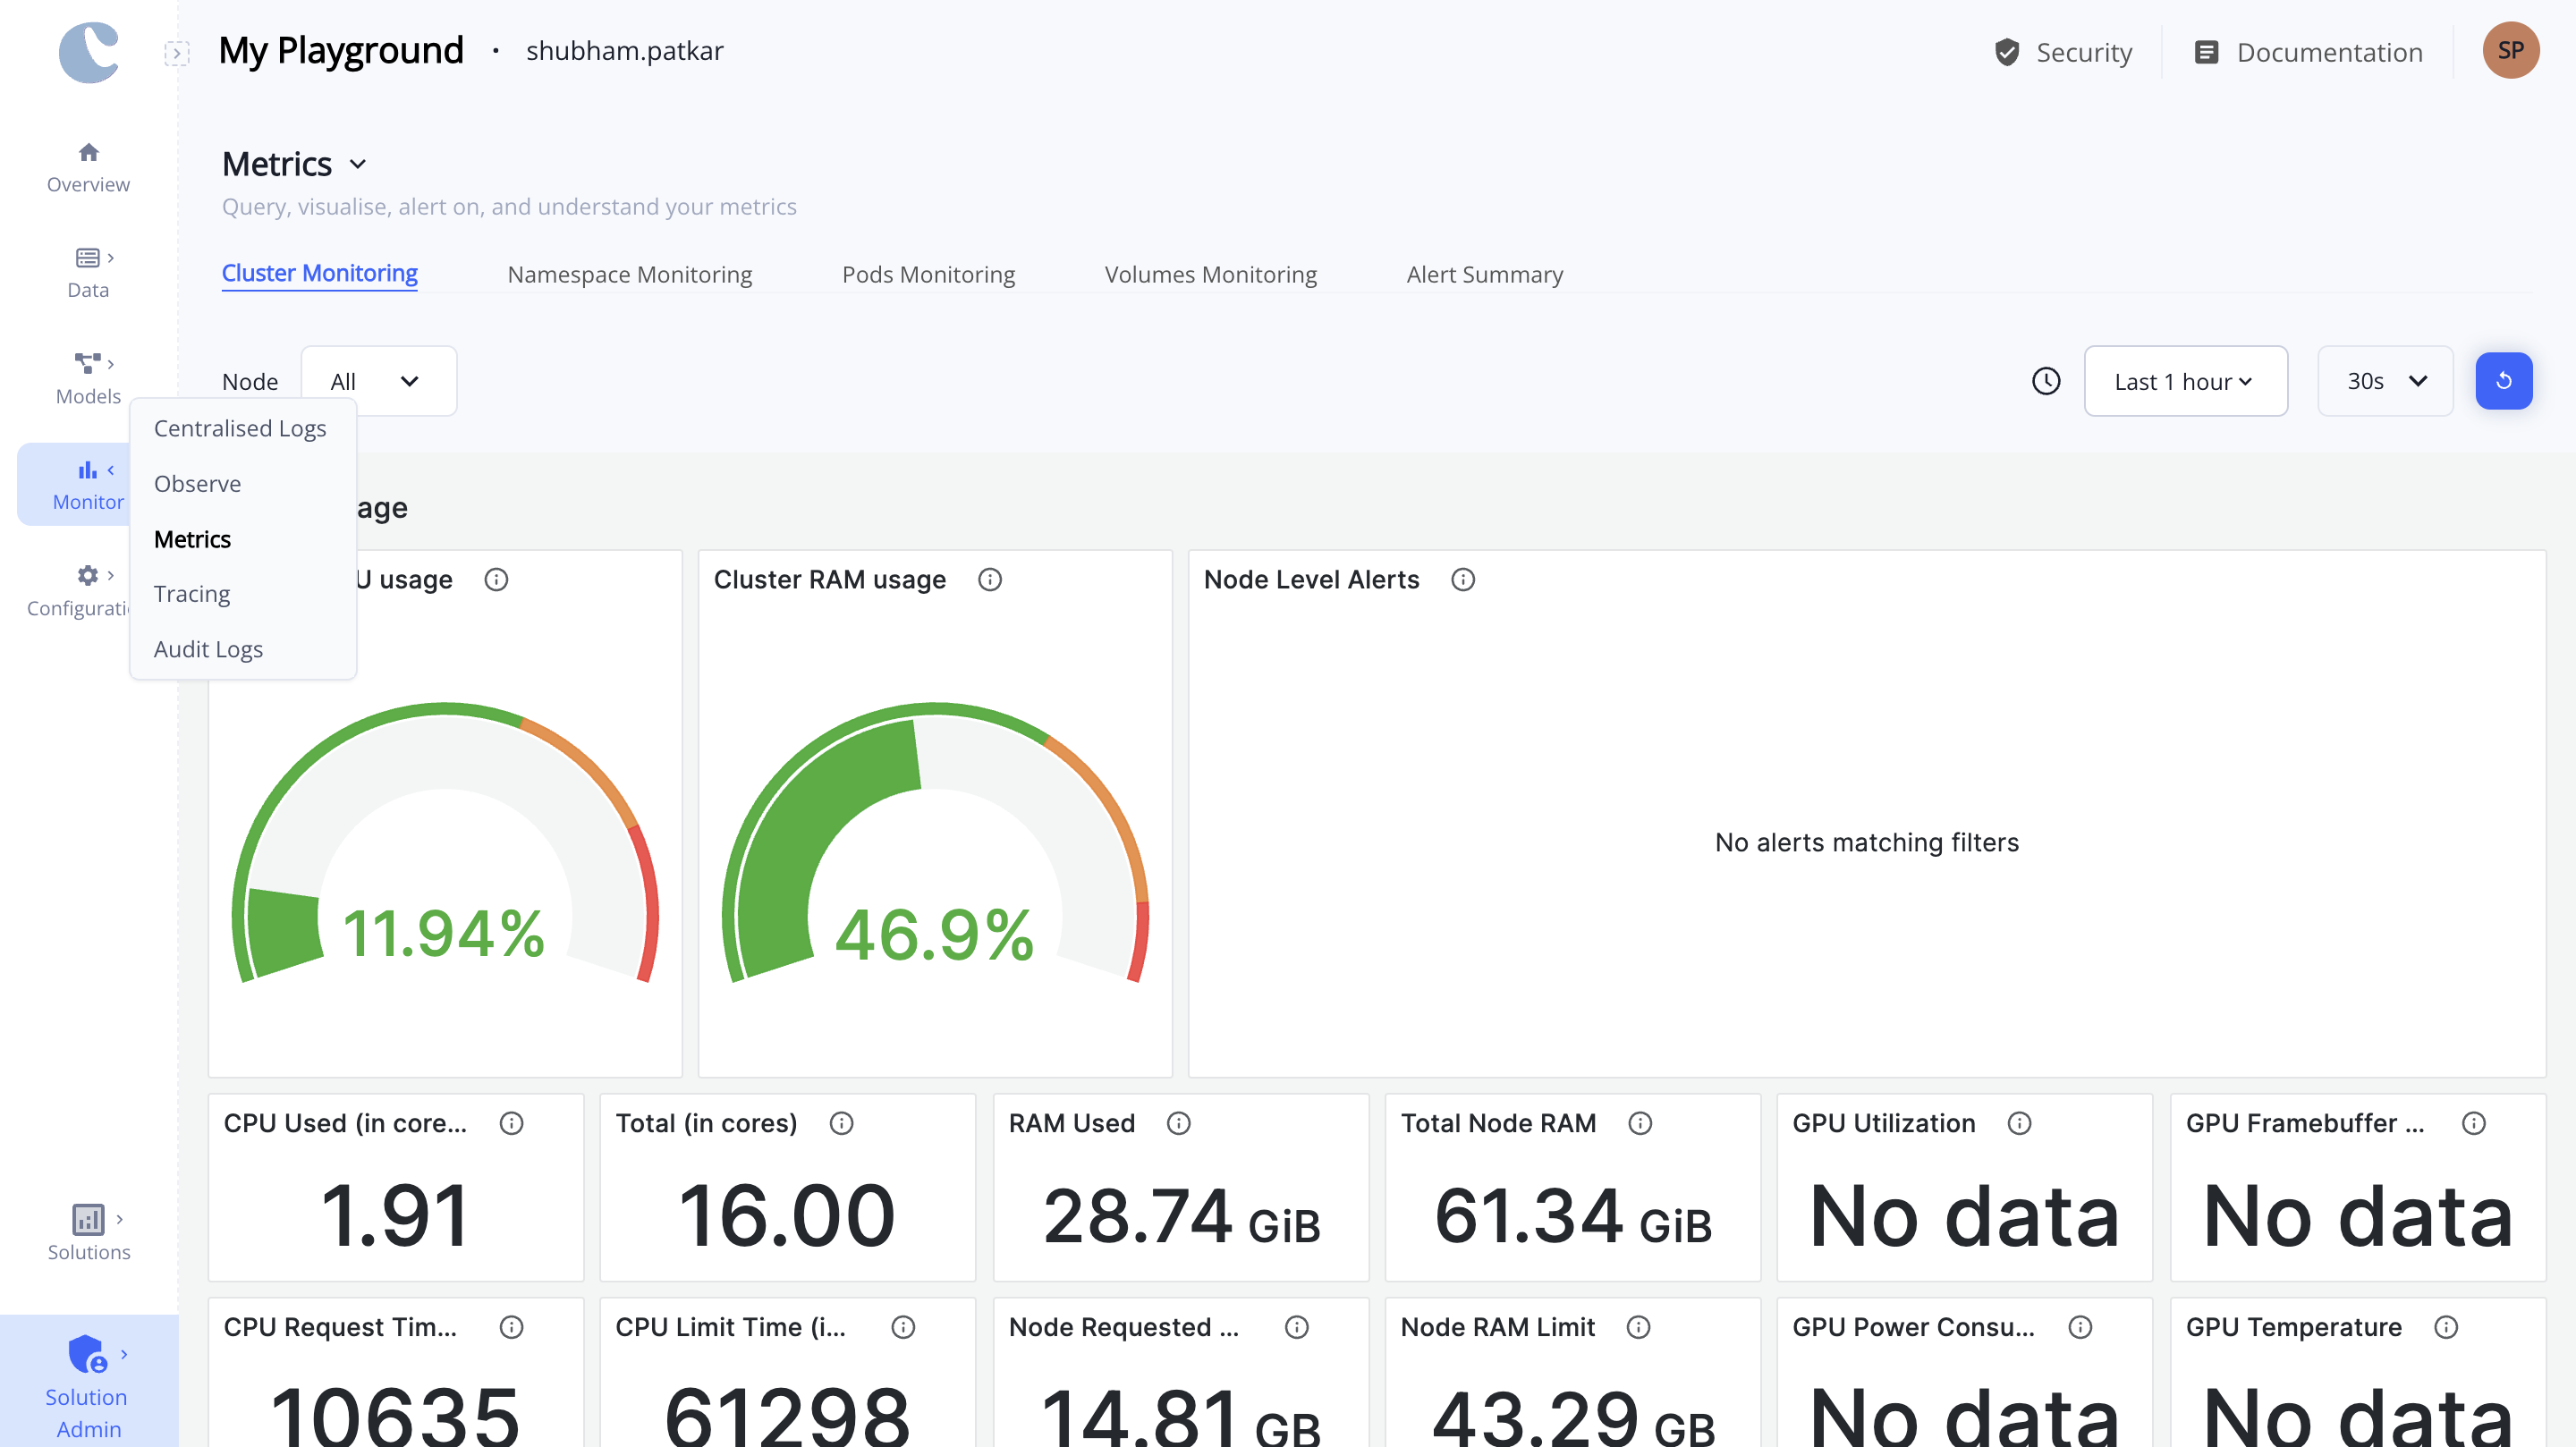 My Playground · shubham.patkar
Security
Documentation
SP
Overview
Data
Models
Monitor
Configurati
Solutions
Solution
Admin
Centralised Logs
Observe
Metrics
Tracing
Audit Logs
Metrics
Query, visualise, alert on, and understand your metrics
Cluster Monitoring
Namespace Monitoring
Pods Monitoring
Volumes Monitoring
Alert Summary
Node
All
Last 1 hour
30s
age
U usage
11.94%
Cluster RAM usage
46.9%
Node Level Alerts
No alerts matching filters
CPU Used (in core...
1.91
Total (in cores)
16.00
RAM Used
28.74 GiB
Total Node RAM
61.34 GiB
GPU Utilization
No data
GPU Framebuffer ...
No data
CPU Request Tim...
10635
CPU Limit Time (i...
61298
Node Requested ...
14.81 GB
Node RAM Limit
43.29 GB
GPU Power Consu...
No data
GPU Temperature
No data